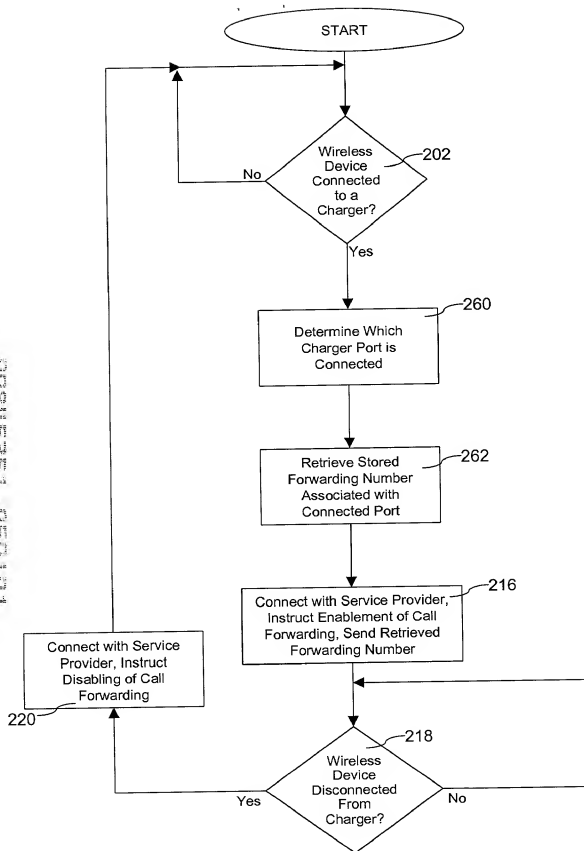 START
Wireless
Device
Connected
to a
Charger?
202
No
Yes
260
Determine Which
Charger Port is
Connected
262
Retrieve Stored
Forwarding Number
Associated with
Connected Port
216
Connect with Service Provider,
Instruct Enablement of Call
Forwarding, Send Retrieved
Forwarding Number
Connect with Service
Provider, Instruct
Disabling of Call
Forwarding
220
218
Wireless
Device
Disconnected
From
Charger?
Yes
No